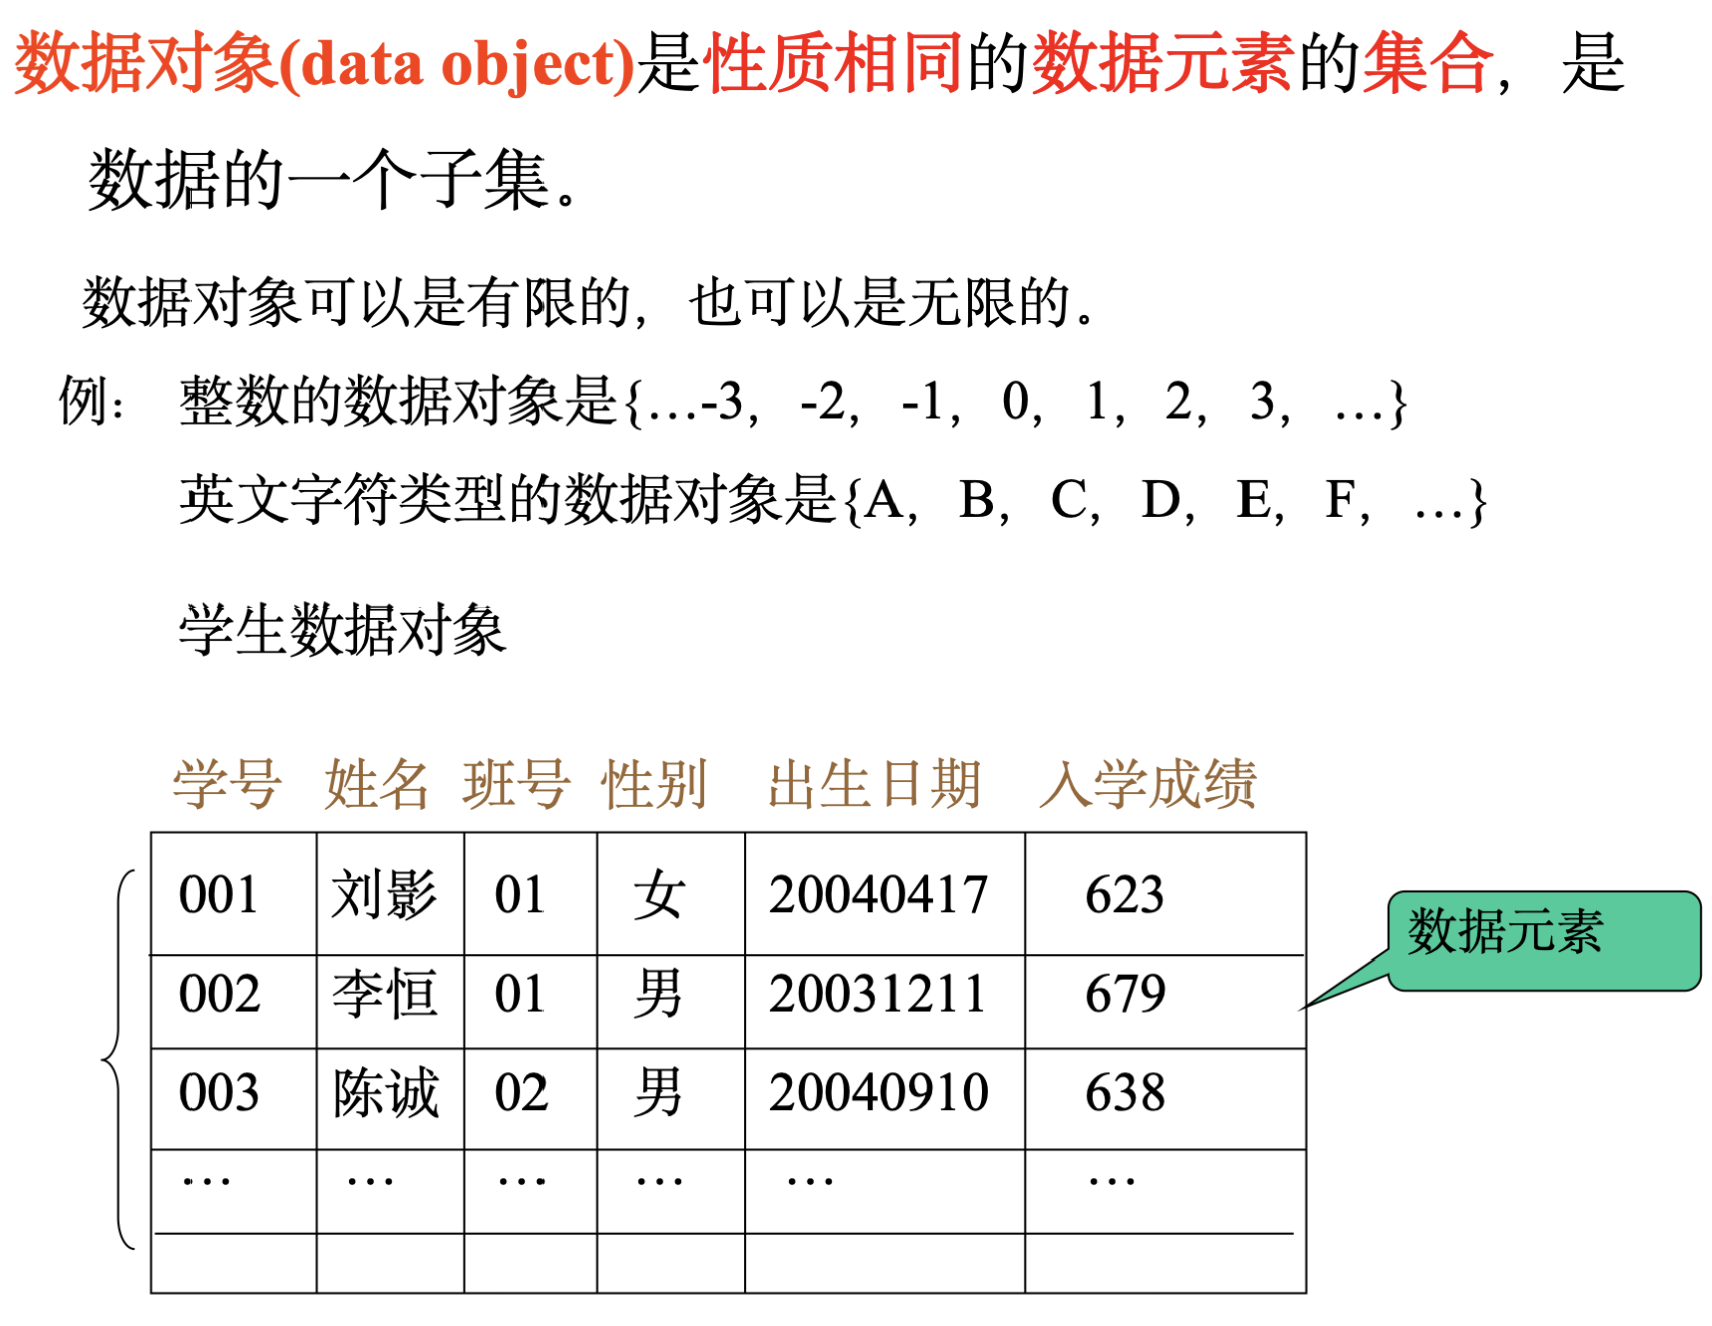 数据对象(data object)是性质相同的数据元素的集合，是
数据的一个子集。
数据对象可以是有限的，也可以是无限的。
例： 整数的数据对象是{…-3，-2，-1，0，1，2，3，…}
英文字符类型的数据对象是{A，B，C，D，E，F，…}
学生数据对象
学号 姓名 班号 性别 出生日期 入学成绩
001 刘影 01 女 20040417 623
数据元素
002 李恒 01 男 20031211 679
003 陈诚 02 男 20040910 638
… … … … … …